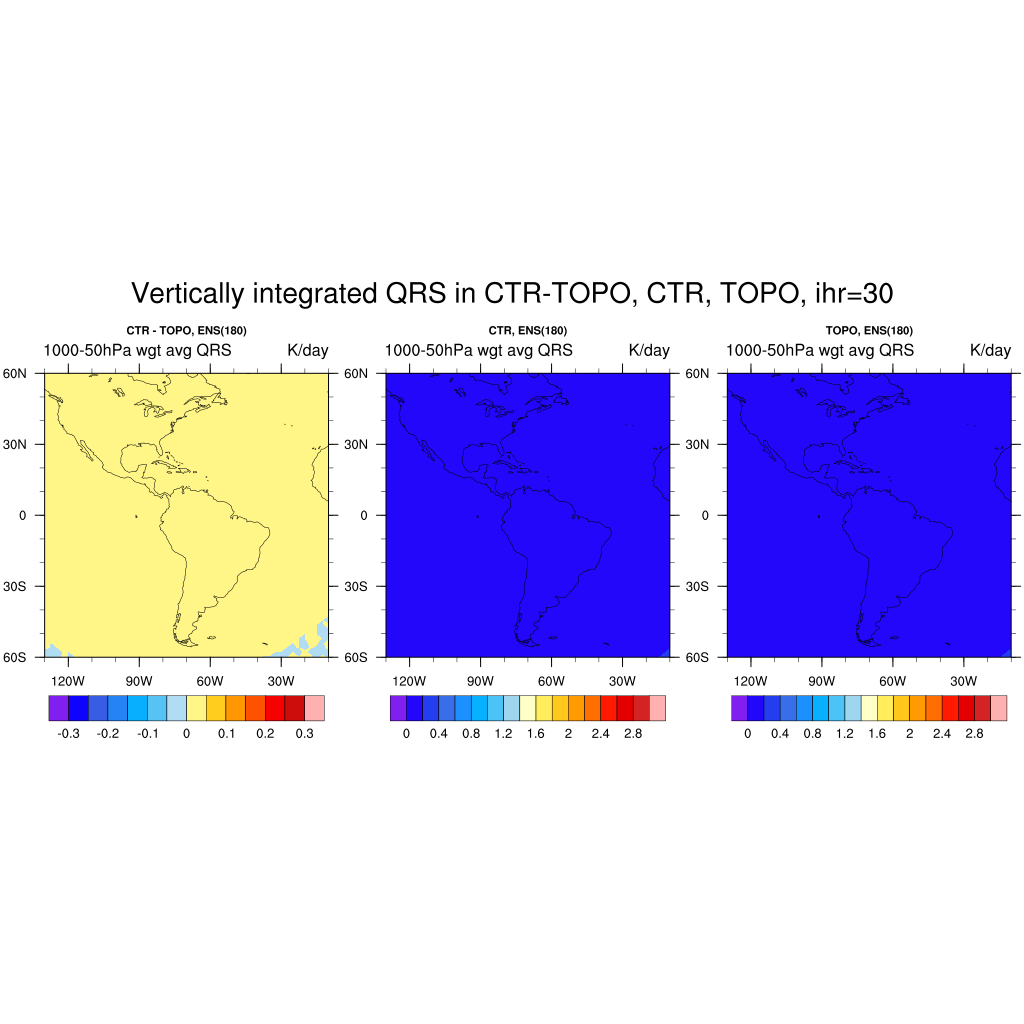 Vertically integrated QRS in CTR-TOPO, CTR, TOPO, ihr=30
CTR - TOPO, ENS(180)
1000-50hPa wgt avg QRS K/day
60N
30N
0
30S
60S
120W 90W 60W 30W
-0.3 -0.2 -0.1 0 0.1 0.2 0.3
CTR, ENS(180)
1000-50hPa wgt avg QRS K/day
60N
30N
0
30S
60S
120W 90W 60W 30W
0 0.4 0.8 1.2 1.6 2 2.4 2.8
TOPO, ENS(180)
1000-50hPa wgt avg QRS K/day
60N
30N
0
30S
60S
120W 90W 60W 30W
0 0.4 0.8 1.2 1.6 2 2.4 2.8